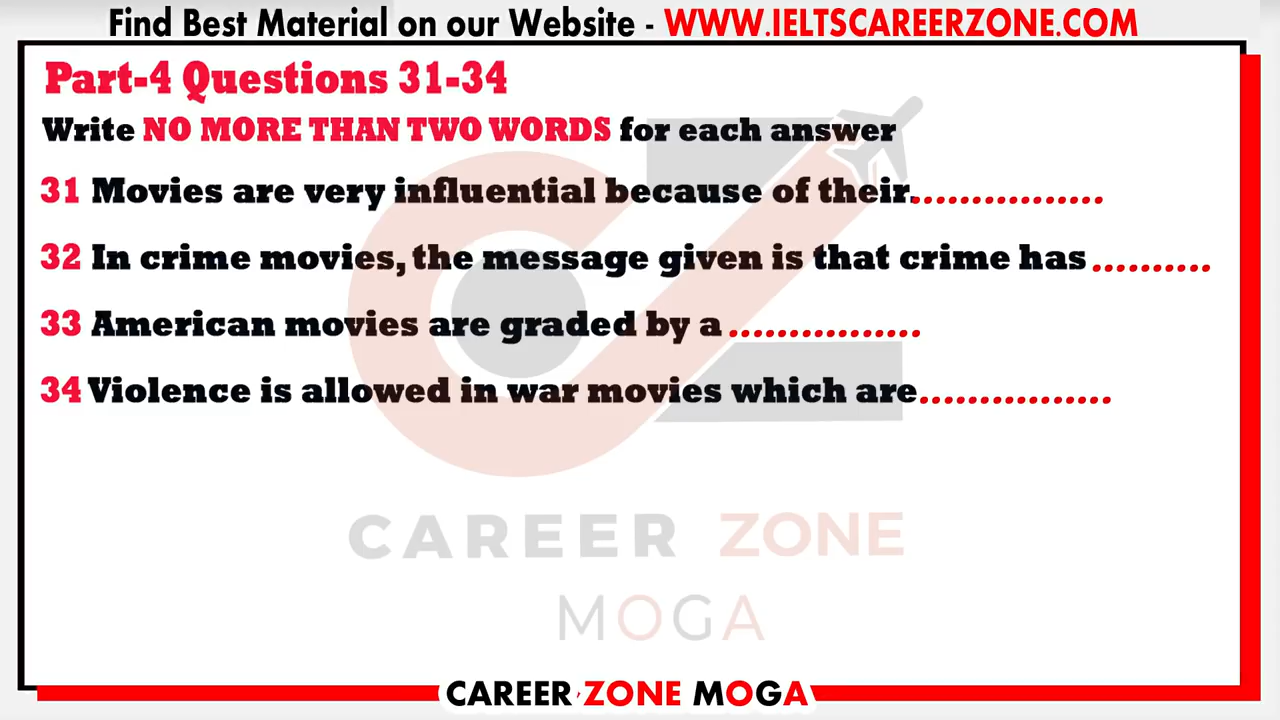 Find Best Material on our Website - WWW.IELTSCAREERZONE.COM
Part-4 Questions 31-34
Write NO MORE THAN TWO WORDS for each answer
31 Movies are very influential because of their................
32 In crime movies, the message given is that crime has..........
33 American movies are graded by a ................
34 Violence is allowed in war movies which are................
CAREER ZONE
MOGA
CAREER ZONE MOGA